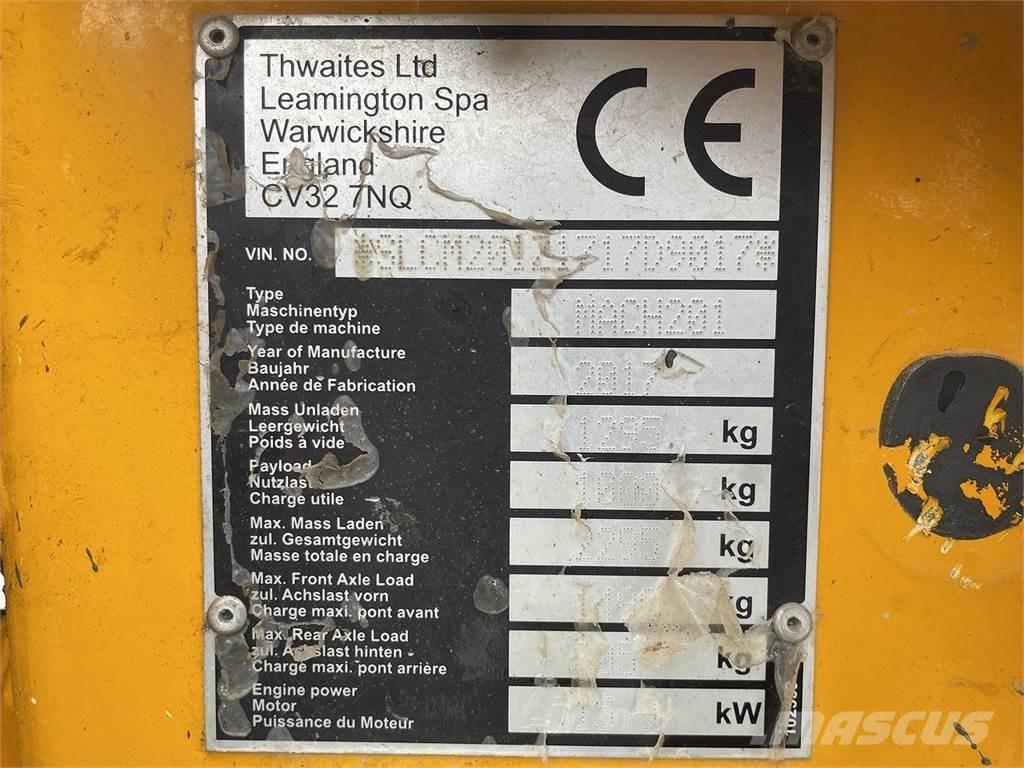 Thwaites Ltd
Leamington Spa
Warwickshire
England
CV32 7NQ
CE
VIN. NO.
Type
Maschinentyp
Type de machine
MACH201
Year of Manufacture
Baujahr
Année de Fabrication
2017
Mass Unladen
Leergewicht
Poids à vide
1295 kg
Payload
Nutzlast
Charge utile
1000 kg
Max. Mass Laden
zul. Gesamtgewicht
Masse totale en charge
2295 kg
Max. Front Axle Load
zul. Achslast vorn
Charge maxi. pont avant
kg
Max. Rear Axle Load
zul. Achslast hinten
Charge maxi. pont arrière
kg
Engine power
Motor
Puissance du Moteur
kW
MASCUS